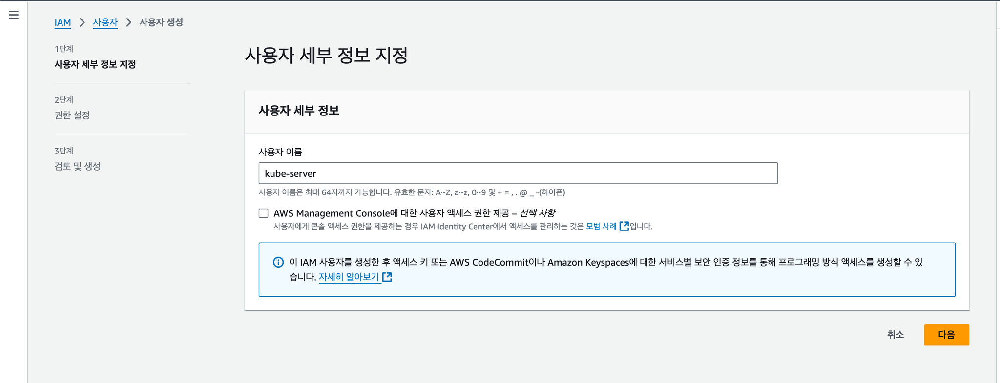 IAM > 사용자 > 사용자 생성
1단계
사용자 세부 정보 지정
2단계
권한 설정
3단계
검토 및 생성
사용자 세부 정보 지정
사용자 세부 정보
사용자 이름
kube-server
사용자 이름은 최대 64자까지 가능합니다. 유효한 문자: A~Z, a~z, 0~9 및 + = , . @ _ -(하이픈)
AWS Management Console에 대한 사용자 액세스 권한 제공 – 선택 사항
사용자에게 콘솔 액세스 권한을 제공하는 경우 IAM Identity Center에서 액세스를 관리하는 것은 모범 사례 입니다.
이 IAM 사용자를 생성한 후 액세스 키 또는 AWS CodeCommit이나 Amazon Keyspaces에 대한 서비스별 보안 인증 정보를 통해 프로그래밍 방식 액세스를 생성할 수 있
습니다. 자세히 알아보기
취소
다음